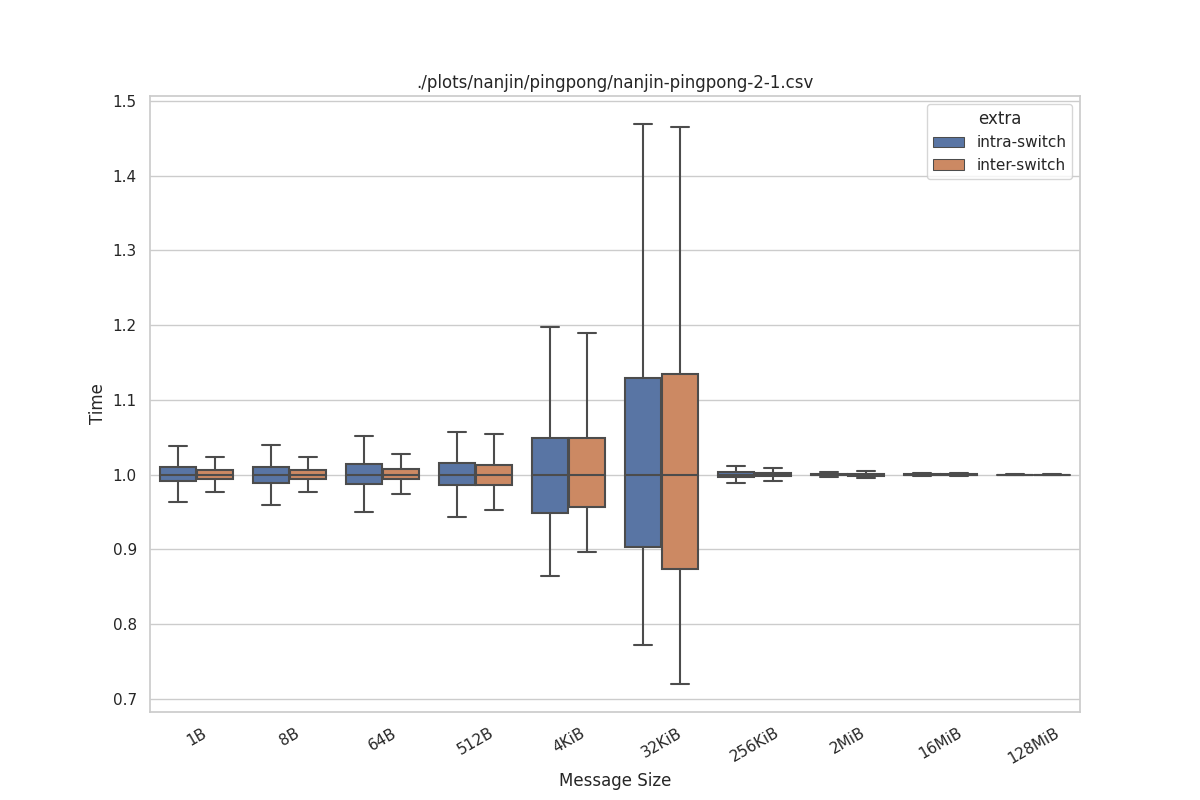 ./plots/nanjin/pingpong/nanjin-pingpong-2-1.csv
1.5
1.4
1.3
1.2
1.1
1.0
0.9
0.8
0.7
Time
extra
intra-switch
inter-switch
1B
8B
64B
512B
4KiB
32KiB
256KiB
2MiB
16MiB
128MiB
Message Size